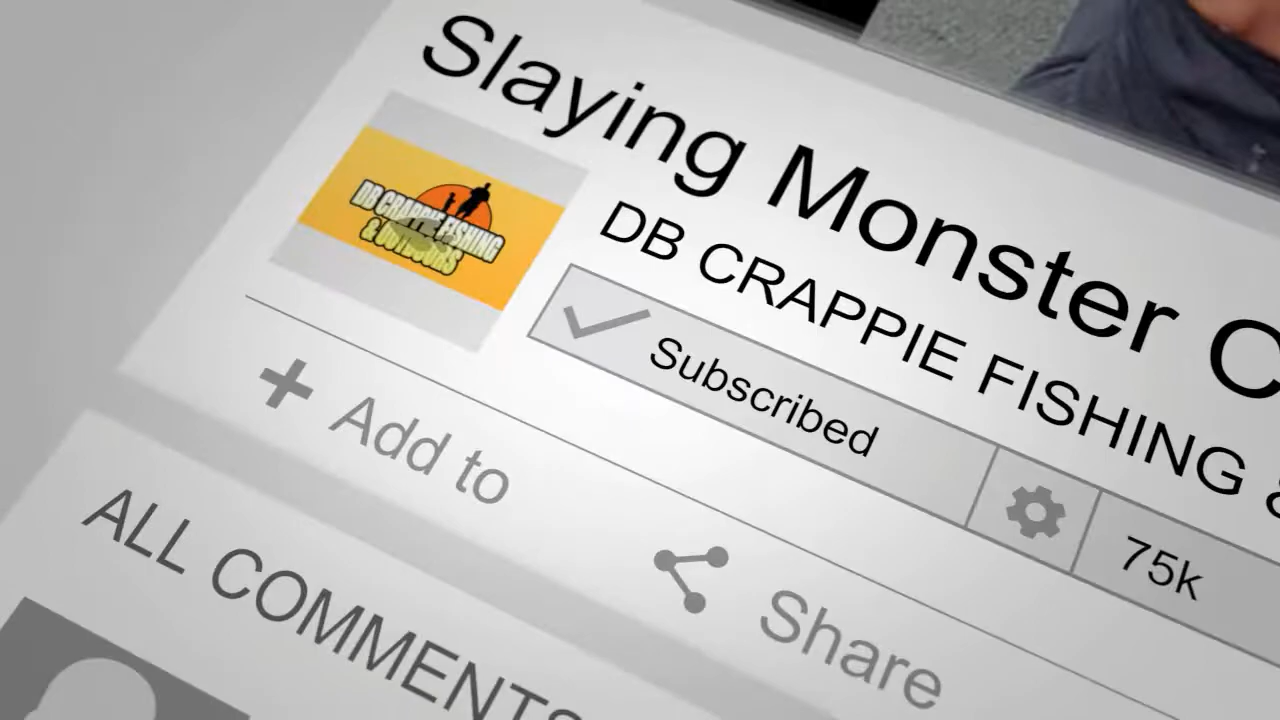 Slaying Monster C
DB CRAPPIE FISHING
& OUTDOORS
DB CRAPPIE FISHING &
Subscribed
75k
Add to
Share
ALL COMMENTS